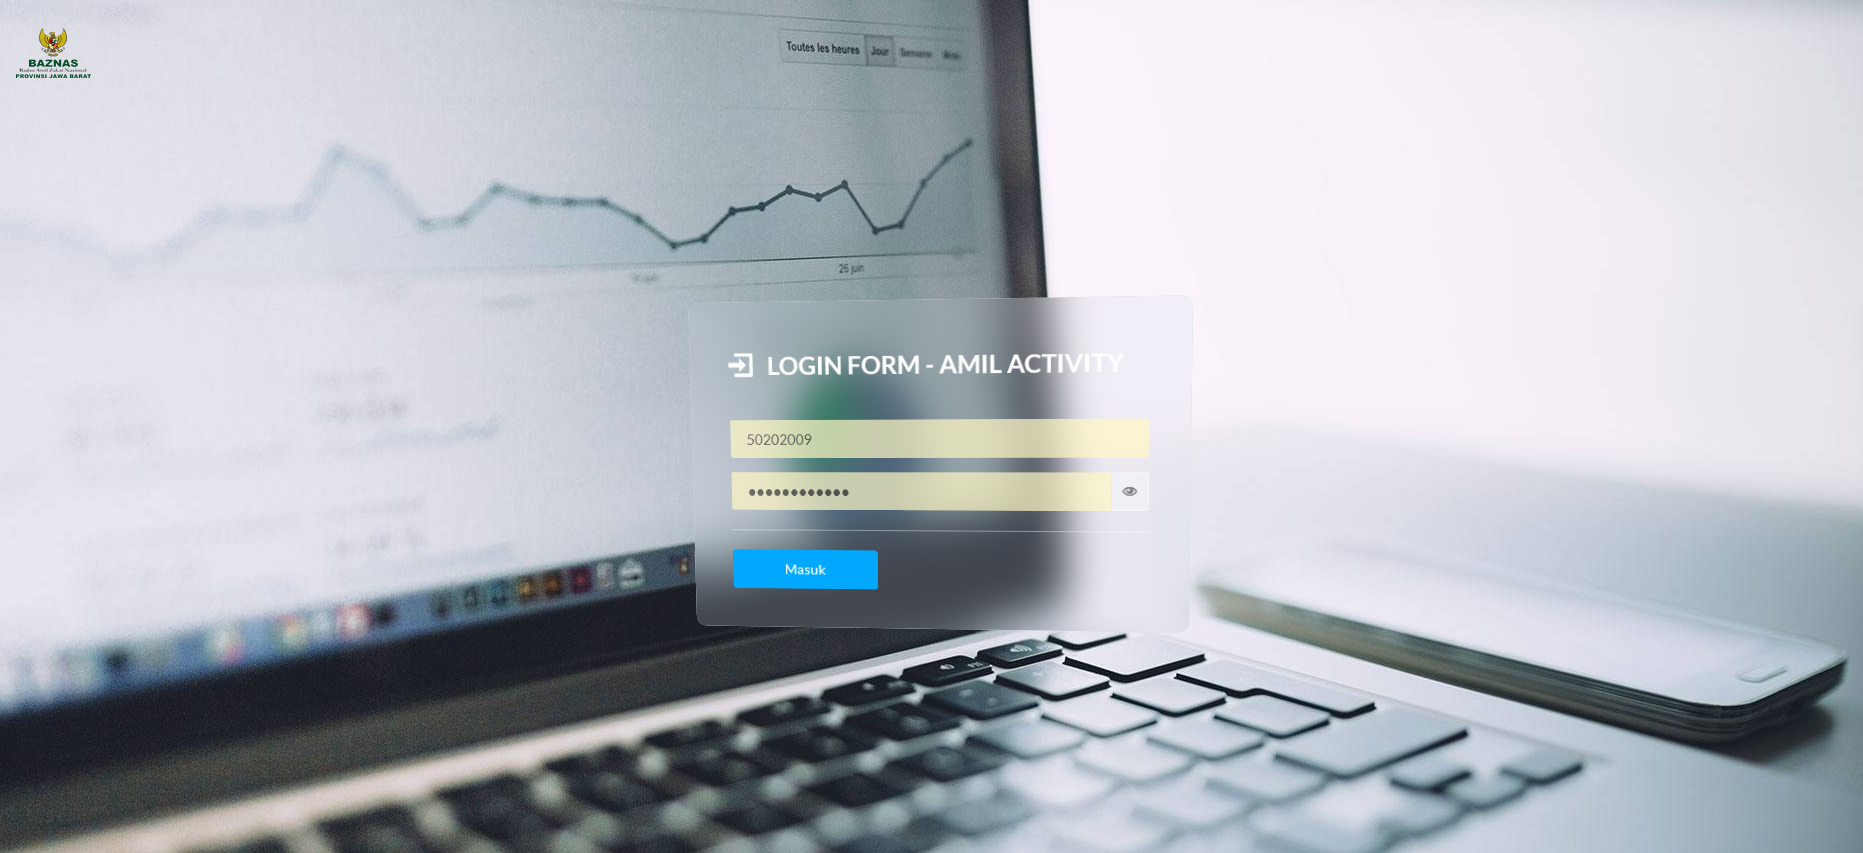 BAZNAS
Badan Amil Zakat Nasional
PROVINSI JAWA BARAT
Toutes les heures Jour Semaine Mois
26 juin
LOGIN FORM - AMIL ACTIVITY
50202009
••••••••••••
Masuk